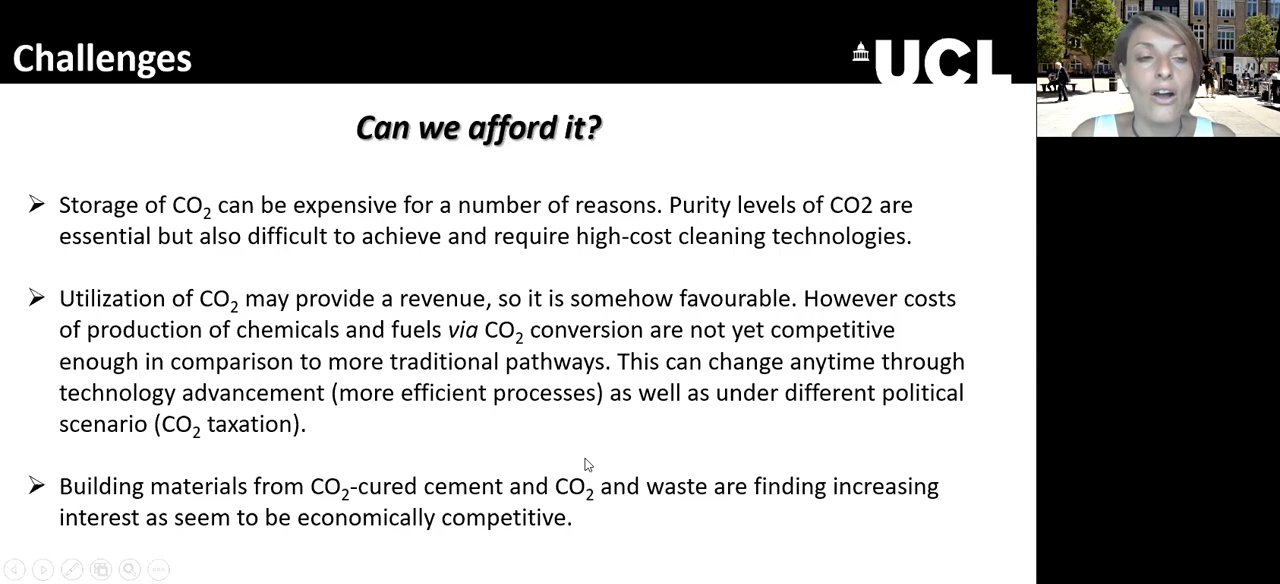 Challenges
UCL
Can we afford it?
➢ Storage of CO₂ can be expensive for a number of reasons. Purity levels of CO2 are
essential but also difficult to achieve and require high-cost cleaning technologies.
➢ Utilization of CO₂ may provide a revenue, so it is somehow favourable. However costs
of production of chemicals and fuels via CO₂ conversion are not yet competitive
enough in comparison to more traditional pathways. This can change anytime through
technology advancement (more efficient processes) as well as under different political
scenario (CO₂ taxation).
➢ Building materials from CO₂-cured cement and CO₂ and waste are finding increasing
interest as seem to be economically competitive.